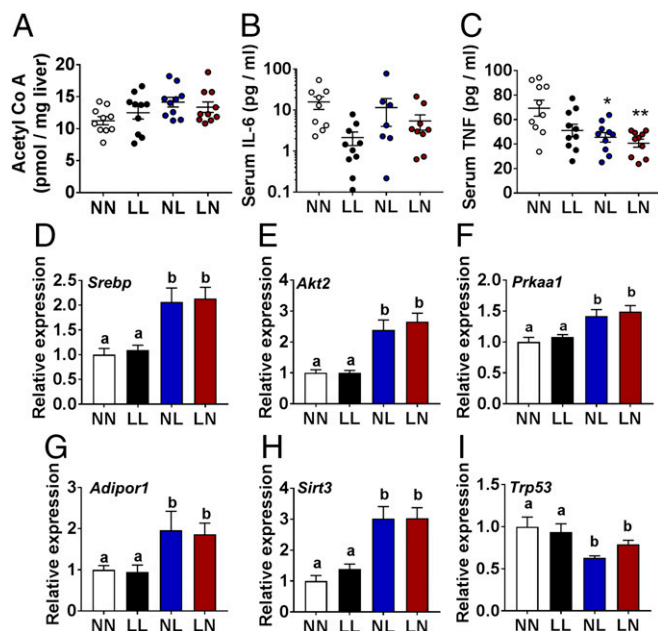 A
Acetyl Co A
(pmol / mg liver)
20
15
10
5
0
NN LL NL LN
B
Serum IL-6 (pg / ml)
100
10
1
0.1
NN LL NL LN
C
Serum TNF (pg / ml)
120
100
80
60
40
20
0
*
**
NN LL NL LN
D
Relative expression
Srebp
2.5
2.0
1.5
1.0
0.5
0.0
a a b b
NN LL NL LN
E
Relative expression
Akt2
4
3
2
1
0
a a b b
NN LL NL LN
F
Relative expression
Prkaa1
2.0
1.5
1.0
0.5
0.0
a a b b
NN LL NL LN
G
Relative expression
Adipor1
3
2
1
0
a a b b
NN LL NL LN
H
Relative expression
Sirt3
4
3
2
1
0
a a b b
NN LL NL LN
I
Relative expression
Trp53
1.5
1.0
0.5
0.0
a a b b
NN LL NL LN